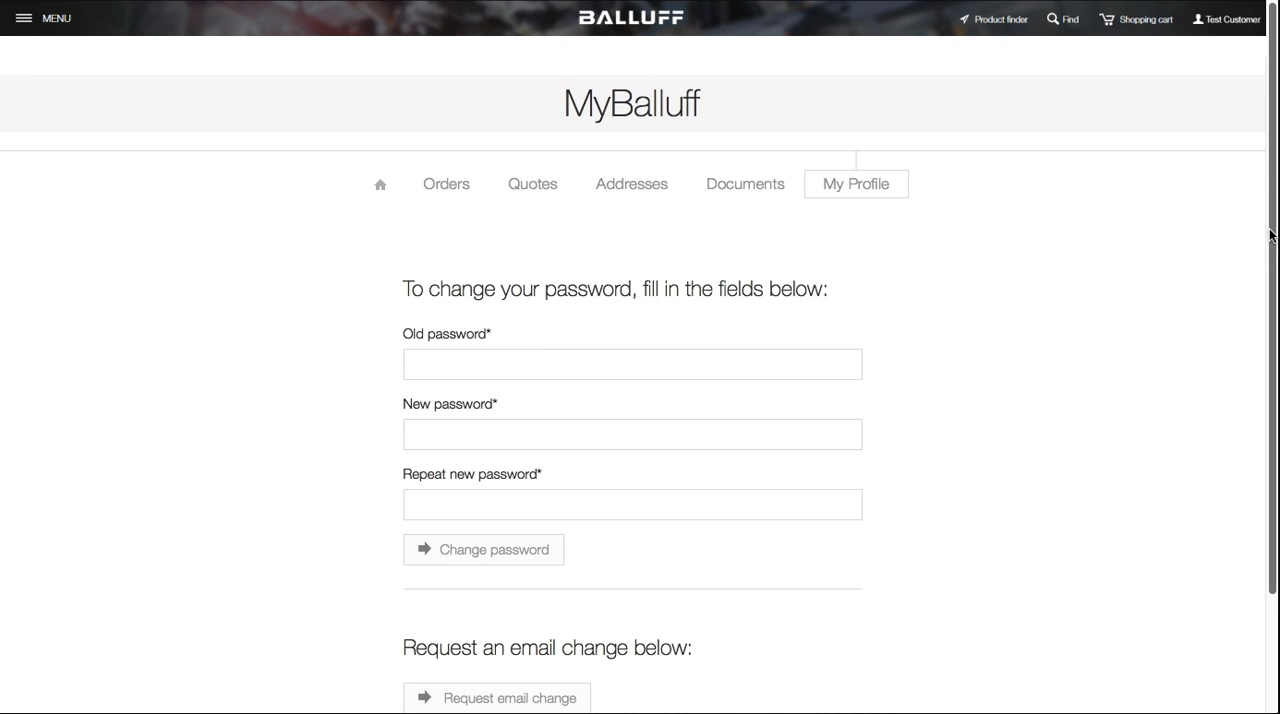 MENU
BALLUFF
Product finder
Find
Shopping cart
Test Customer
MyBalluff
Orders
Quotes
Addresses
Documents
My Profile
To change your password, fill in the fields below:
Old password*
New password*
Repeat new password*
Change password
Request an email change below:
Request email change